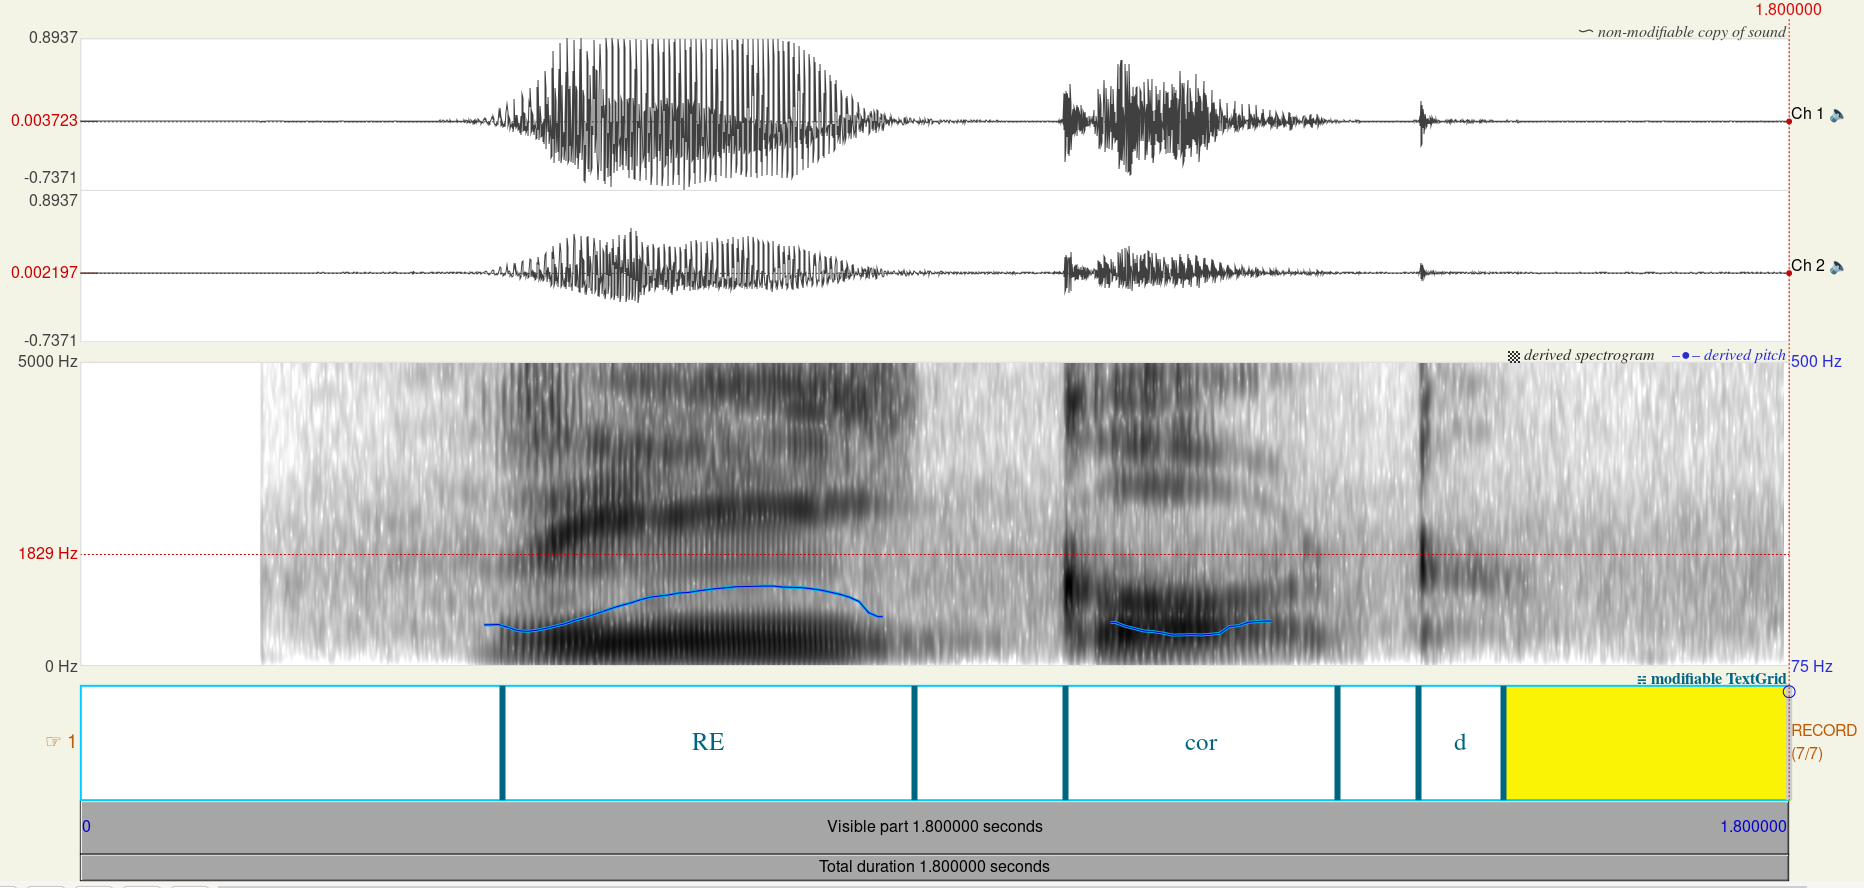 1.800000
0.8937
non-modifiable copy of sound
0.003723
Ch 1
-0.7371
0.8937
0.002197
Ch 2
-0.7371
5000 Hz
derived spectrogram
derived pitch
500 Hz
1829 Hz
0 Hz
75 Hz
modifiable TextGrid
☞ 1
RE
cor
d
RECORD
(7/7)
0
Visible part 1.800000 seconds
1.800000
Total duration 1.800000 seconds